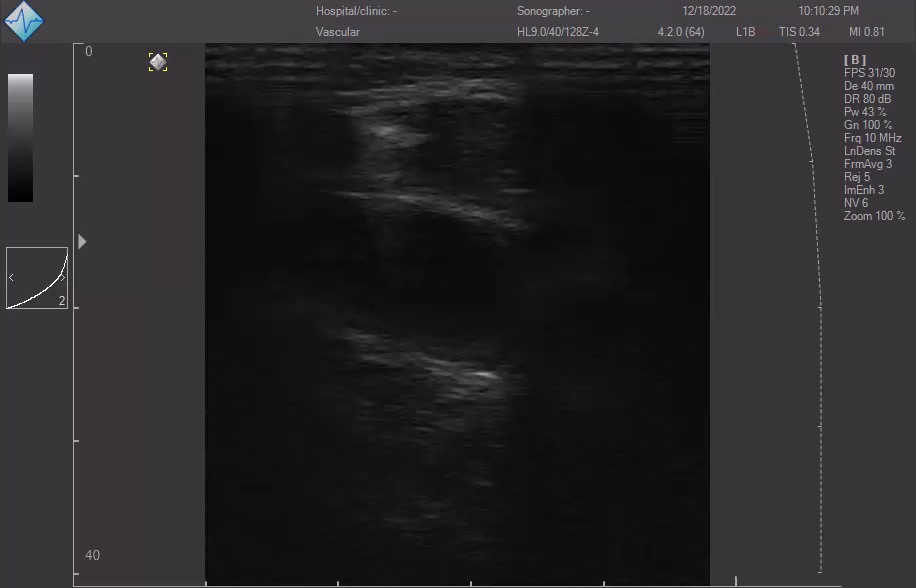 Hospital/clinic: - Sonographer: - 12/18/2022 10:10:29 PM
Vascular HL9.0/40/128Z-4 4.2.0 (64) L1B TIS 0.34 MI 0.81
0
[ B ]
FPS 31/30
De 40 mm
DR 80 dB
Pw 43 %
Gn 100 %
Frq 10 MHz
LnDens St
FrmAvg 3
Rej 5
ImEnh 3
NV 6
Zoom 100 %
2
40